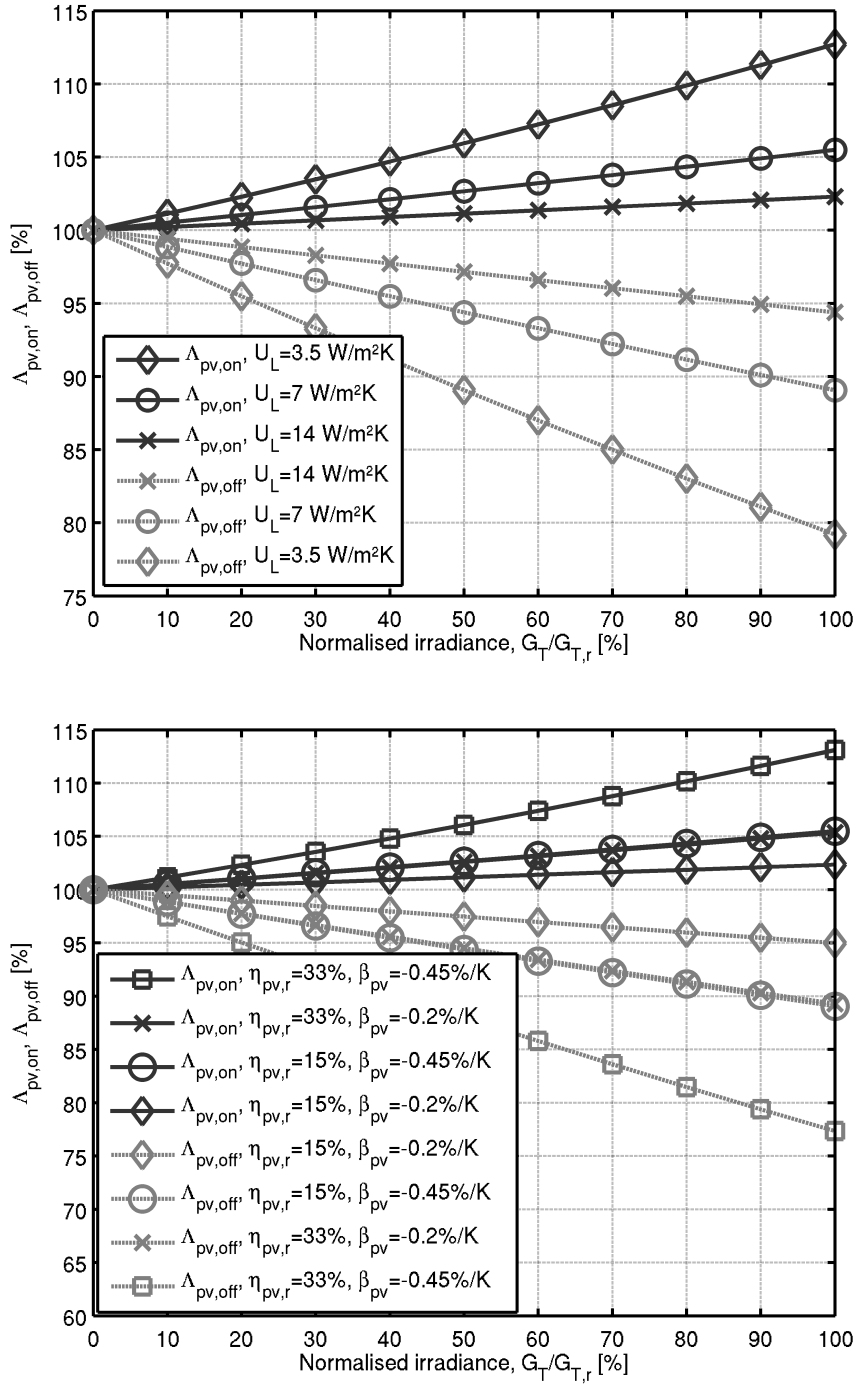 115
110
105
100
95
90
85
80
75
Λpv,on, Λpv,off [%]
Λpv,on, UL=3.5 W/m²K
Λpv,on, UL=7 W/m²K
Λpv,on, UL=14 W/m²K
Λpv,off, UL=14 W/m²K
Λpv,off, UL=7 W/m²K
Λpv,off, UL=3.5 W/m²K
0 10 20 30 40 50 60 70 80 90 100
Normalised irradiance, GT/GT,r [%]
115
110
105
100
95
90
85
80
75
70
65
60
Λpv,on, Λpv,off [%]
Λpv,on, ηpv,r=33%, βpv=-0.45%/K
Λpv,on, ηpv,r=33%, βpv=-0.2%/K
Λpv,on, ηpv,r=15%, βpv=-0.45%/K
Λpv,on, ηpv,r=15%, βpv=-0.2%/K
Λpv,off, ηpv,r=15%, βpv=-0.2%/K
Λpv,off, ηpv,r=15%, βpv=-0.45%/K
Λpv,off, ηpv,r=33%, βpv=-0.2%/K
Λpv,off, ηpv,r=33%, βpv=-0.45%/K
0 10 20 30 40 50 60 70 80 90 100
Normalised irradiance, GT/GT,r [%]